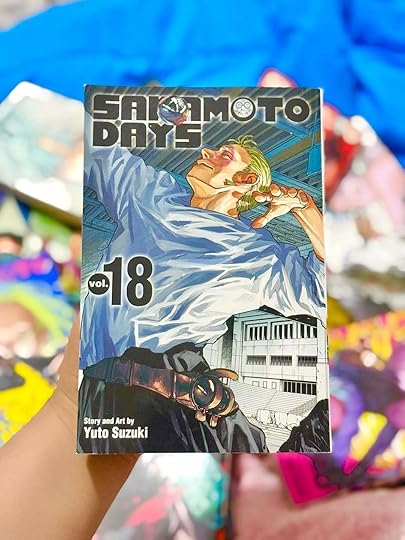 SAKAMOTO
DAYS
vol. 18
Story and Art by
Yuto Suzuki